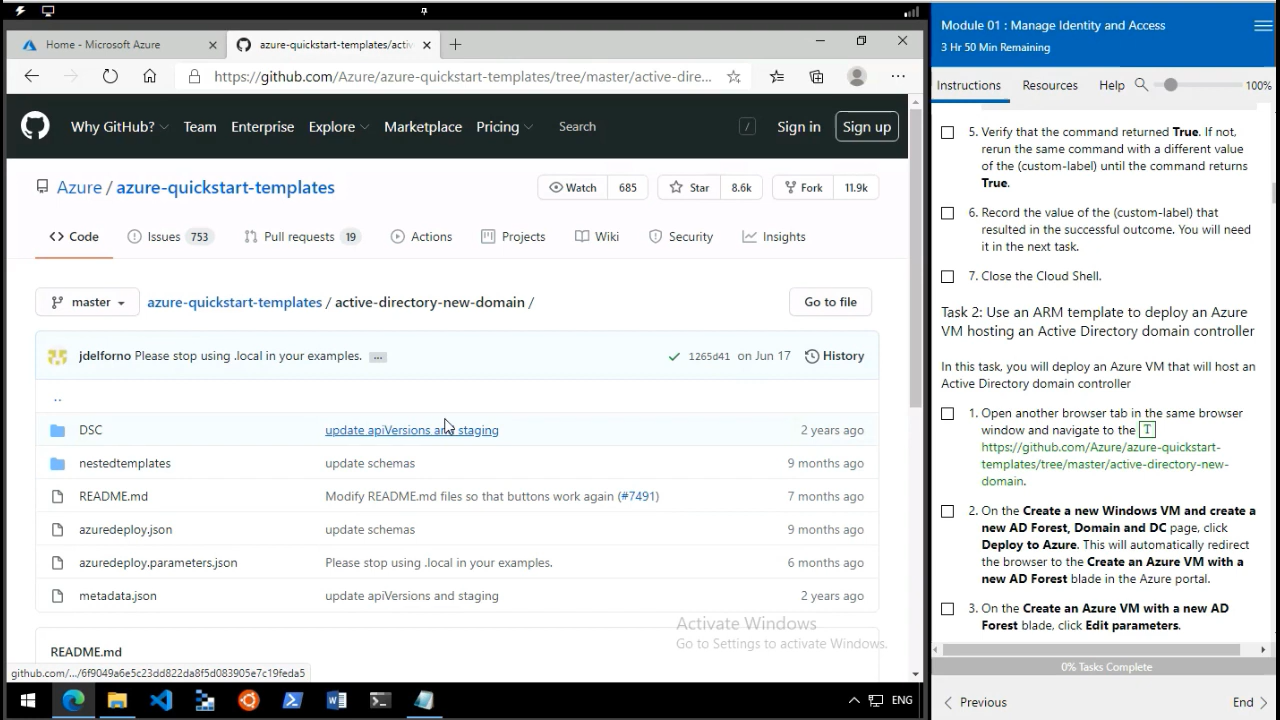 Home - Microsoft Azure
azure-quickstart-templates/activ
https://github.com/Azure/azure-quickstart-templates/tree/master/active-dire...
Why GitHub? Team Enterprise Explore Marketplace Pricing Search / Sign in Sign up
Azure / azure-quickstart-templates
Watch 685 Star 8.6k Fork 11.9k
Code Issues 753 Pull requests 19 Actions Projects Wiki Security Insights
master azure-quickstart-templates / active-directory-new-domain / Go to file
jdelforno Please stop using .local in your examples. ... 1265d41 on Jun 17 History
..
DSC update apiVersions and staging 2 years ago
nestedtemplates update schemas 9 months ago
README.md Modify README.md files so that buttons work again (#7491) 7 months ago
azuredeploy.json update schemas 9 months ago
azuredeploy.parameters.json Please stop using .local in your examples. 6 months ago
metadata.json update apiVersions and staging 2 years ago
README.md
Activate Windows
Go to Settings to activate Windows.
github.com/.../6f9049a6e5c23dd822da8f5d083905e7c19feda5
ENG
Module 01 : Manage Identity and Access
3 Hr 50 Min Remaining
Instructions Resources Help 100%
5. Verify that the command returned True. If not,
rerun the same command with a different value
of the (custom-label) until the command returns
True.
6. Record the value of the (custom-label) that
resulted in the successful outcome. You will need
it in the next task.
7. Close the Cloud Shell.
Task 2: Use an ARM template to deploy an Azure
VM hosting an Active Directory domain controller
In this task, you will deploy an Azure VM that will host an
Active Directory domain controller
1. Open another browser tab in the same browser
window and navigate to the T
https://github.com/Azure/azure-quickstart-
templates/tree/master/active-directory-new-
domain.
2. On the Create a new Windows VM and create a
new AD Forest, Domain and DC page, click
Deploy to Azure. This will automatically redirect
the browser to the Create an Azure VM with a
new AD Forest blade in the Azure portal.
3. On the Create an Azure VM with a new AD
Forest blade, click Edit parameters.
0% Tasks Complete
Previous End